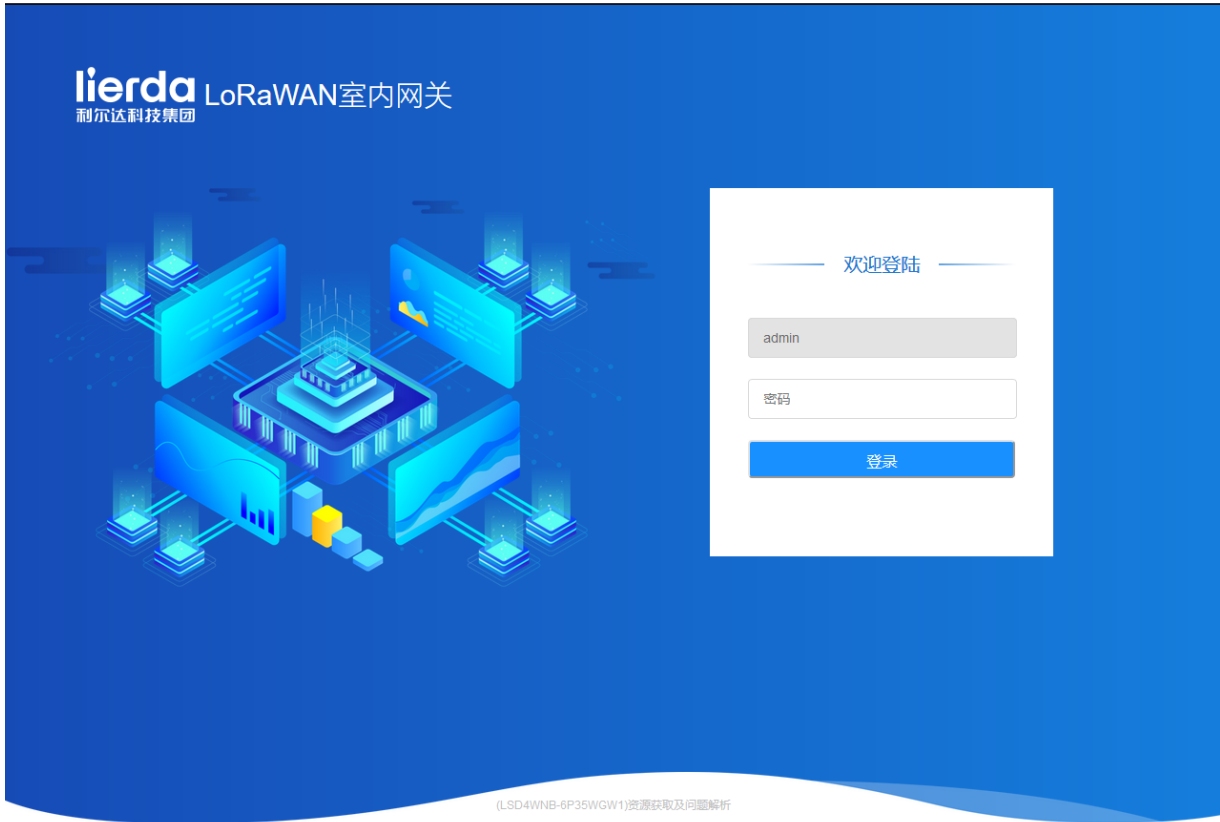 lierda
利尔达科技集团
LoRaWAN室内网关
欢迎登陆
admin
密码
登录
(LSD4WNB-6P35WGW1)资源获取及问题解析